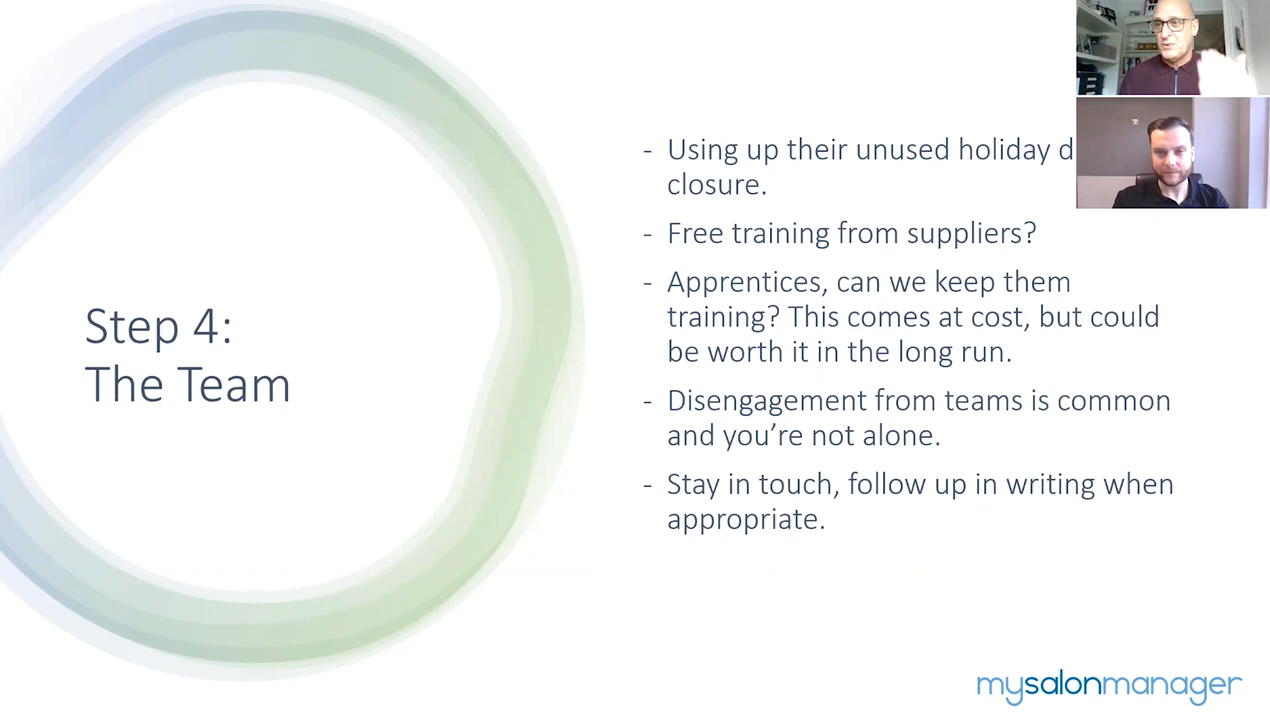 Step 4:
The Team
- Using up their unused holiday
closure.
- Free training from suppliers?
- Apprentices, can we keep them
training? This comes at cost, but could
be worth it in the long run.
- Disengagement from teams is common
and you’re not alone.
- Stay in touch, follow up in writing when
appropriate.
mysalonmanager